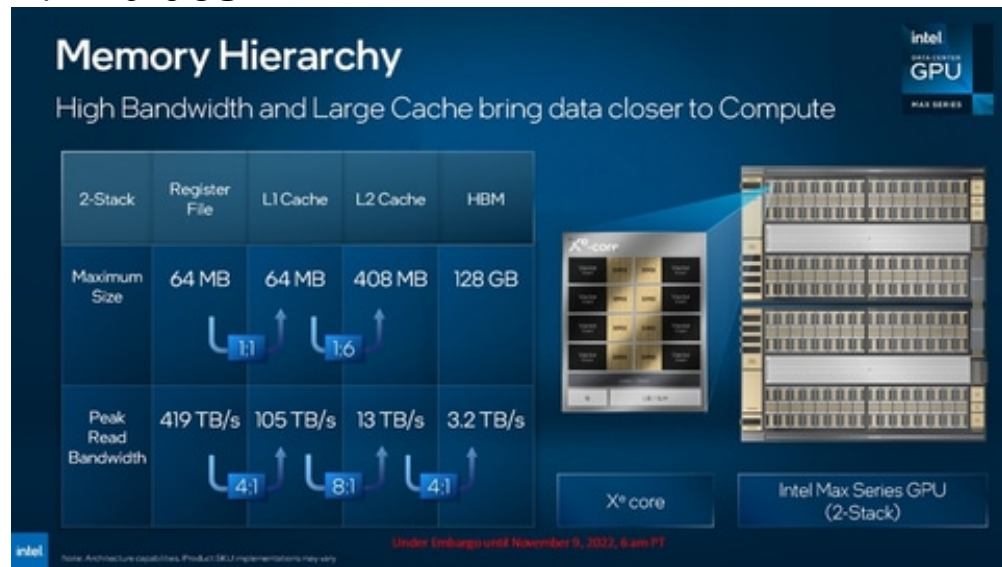 Memory Hierarchy
High Bandwidth and Large Cache bring data closer to Compute
intel
DATA CENTER
GPU
MAX SERIES
2-Stack
Register
File
L1 Cache
L2 Cache
HBM
Maximum
Size
64 MB
64 MB
408 MB
128 GB
1:1
1:6
Peak
Read
Bandwidth
419 TB/s
105 TB/s
13 TB/s
3.2 TB/s
4:1
8:1
4:1
Xe-core
Xe core
Intel Max Series GPU
(2-Stack)
Under Embargo until November 9, 2022, 6 am PT
intel
Note: Architecture capabilities. Product SKU implementations may vary